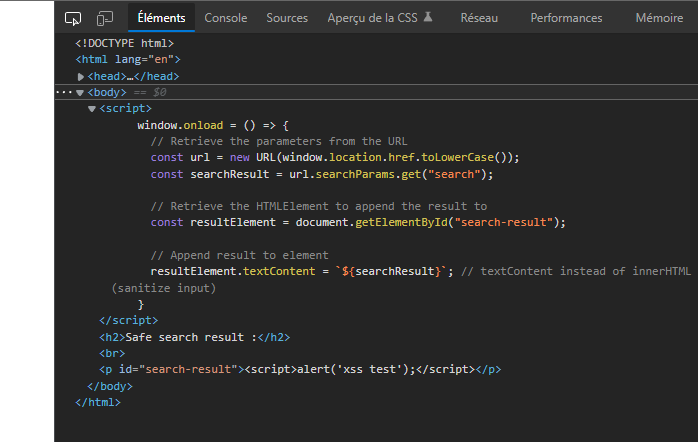 Éléments Console Sources Aperçu de la CSS Réseau Performances Mémoire
<!DOCTYPE html>
<html lang="en">
<head>…</head>
<body> == $0
<script>
window.onload = () => {
// Retrieve the parameters from the URL
const url = new URL(window.location.href.toLowerCase());
const searchResult = url.searchParams.get("search");
// Retrieve the HTMLElement to append the result to
const resultElement = document.getElementById("search-result");
// Append result to element
resultElement.textContent = `${searchResult}`; // textContent instead of innerHTML
(sanitize input)
}
</script>
<h2>Safe search result :</h2>
<br>
<p id="search-result"><script>alert('xss test');</script></p>
</body>
</html>